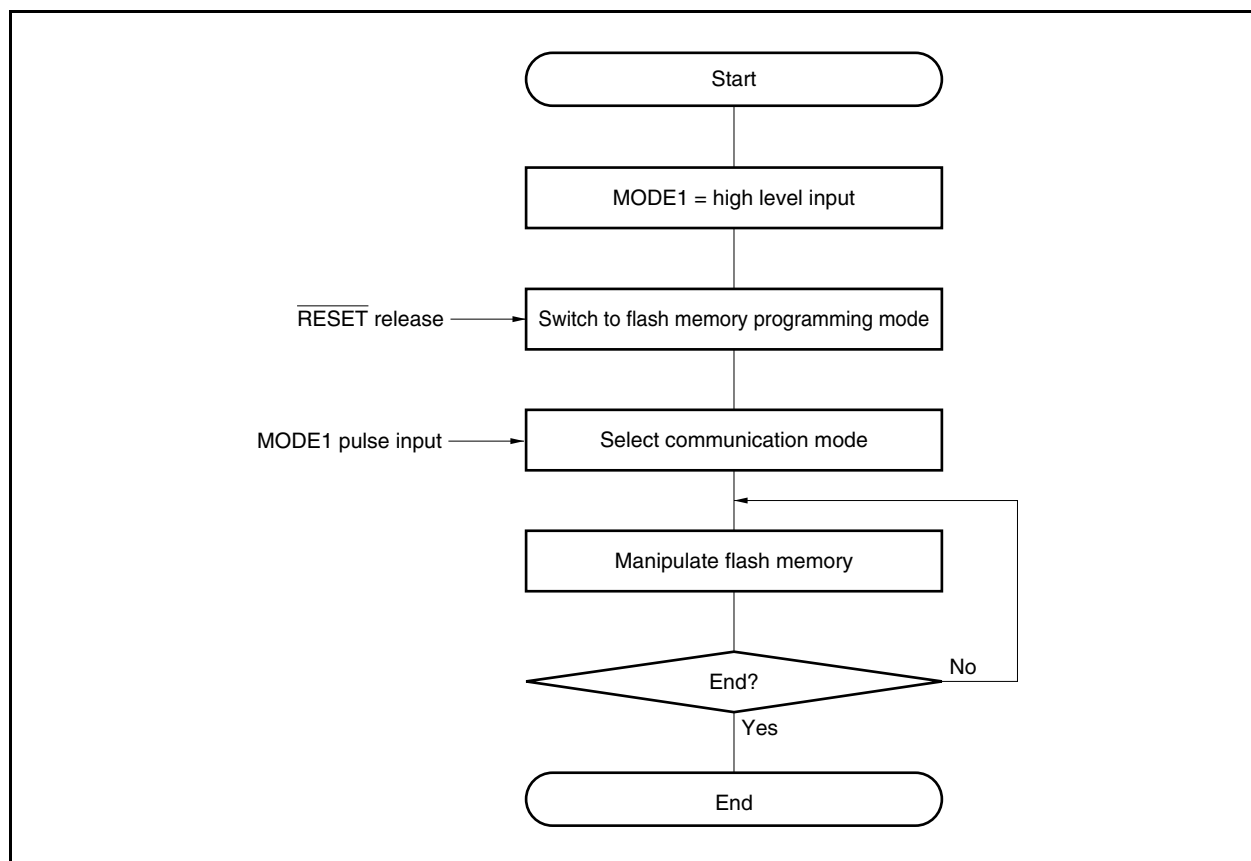 Start
MODE1 = high level input
RESET release
Switch to flash memory programming mode
MODE1 pulse input
Select communication mode
Manipulate flash memory
End?
No
Yes
End